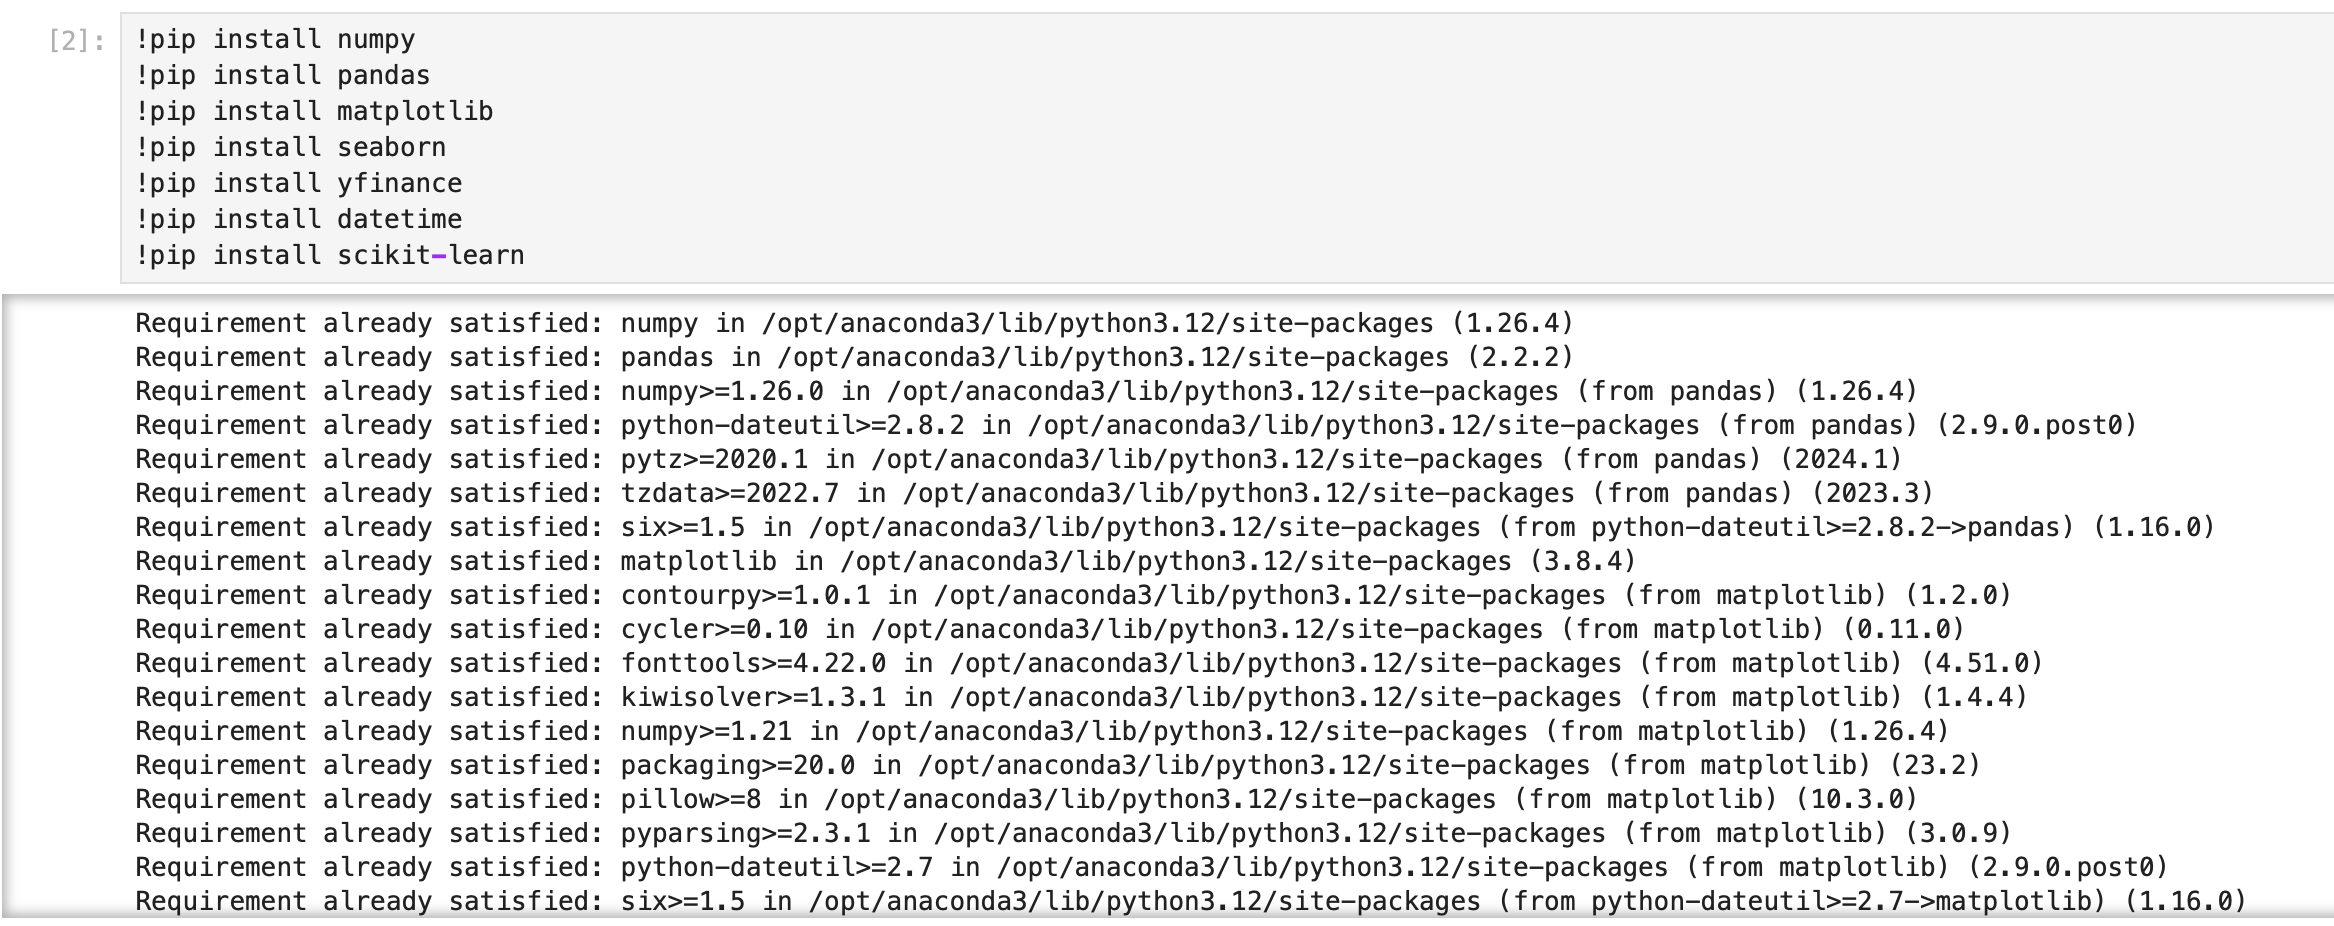 [2]:
!pip install numpy
!pip install pandas
!pip install matplotlib
!pip install seaborn
!pip install yfinance
!pip install datetime
!pip install scikit-learn
Requirement already satisfied: numpy in /opt/anaconda3/lib/python3.12/site-packages (1.26.4)
Requirement already satisfied: pandas in /opt/anaconda3/lib/python3.12/site-packages (2.2.2)
Requirement already satisfied: numpy>=1.26.0 in /opt/anaconda3/lib/python3.12/site-packages (from pandas) (1.26.4)
Requirement already satisfied: python-dateutil>=2.8.2 in /opt/anaconda3/lib/python3.12/site-packages (from pandas) (2.9.0.post0)
Requirement already satisfied: pytz>=2020.1 in /opt/anaconda3/lib/python3.12/site-packages (from pandas) (2024.1)
Requirement already satisfied: tzdata>=2022.7 in /opt/anaconda3/lib/python3.12/site-packages (from pandas) (2023.3)
Requirement already satisfied: six>=1.5 in /opt/anaconda3/lib/python3.12/site-packages (from python-dateutil>=2.8.2->pandas) (1.16.0)
Requirement already satisfied: matplotlib in /opt/anaconda3/lib/python3.12/site-packages (3.8.4)
Requirement already satisfied: contourpy>=1.0.1 in /opt/anaconda3/lib/python3.12/site-packages (from matplotlib) (1.2.0)
Requirement already satisfied: cycler>=0.10 in /opt/anaconda3/lib/python3.12/site-packages (from matplotlib) (0.11.0)
Requirement already satisfied: fonttools>=4.22.0 in /opt/anaconda3/lib/python3.12/site-packages (from matplotlib) (4.51.0)
Requirement already satisfied: kiwisolver>=1.3.1 in /opt/anaconda3/lib/python3.12/site-packages (from matplotlib) (1.4.4)
Requirement already satisfied: numpy>=1.21 in /opt/anaconda3/lib/python3.12/site-packages (from matplotlib) (1.26.4)
Requirement already satisfied: packaging>=20.0 in /opt/anaconda3/lib/python3.12/site-packages (from matplotlib) (23.2)
Requirement already satisfied: pillow>=8 in /opt/anaconda3/lib/python3.12/site-packages (from matplotlib) (10.3.0)
Requirement already satisfied: pyparsing>=2.3.1 in /opt/anaconda3/lib/python3.12/site-packages (from matplotlib) (3.0.9)
Requirement already satisfied: python-dateutil>=2.7 in /opt/anaconda3/lib/python3.12/site-packages (from matplotlib) (2.9.0.post0)
Requirement already satisfied: six>=1.5 in /opt/anaconda3/lib/python3.12/site-packages (from python-dateutil>=2.7->matplotlib) (1.16.0)